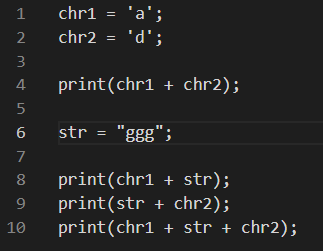 1 chr1 = 'a';
2 chr2 = 'd';
3
4 print(chr1 + chr2);
5
6 str = "ggg";
7
8 print(chr1 + str);
9 print(str + chr2);
10 print(chr1 + str + chr2);